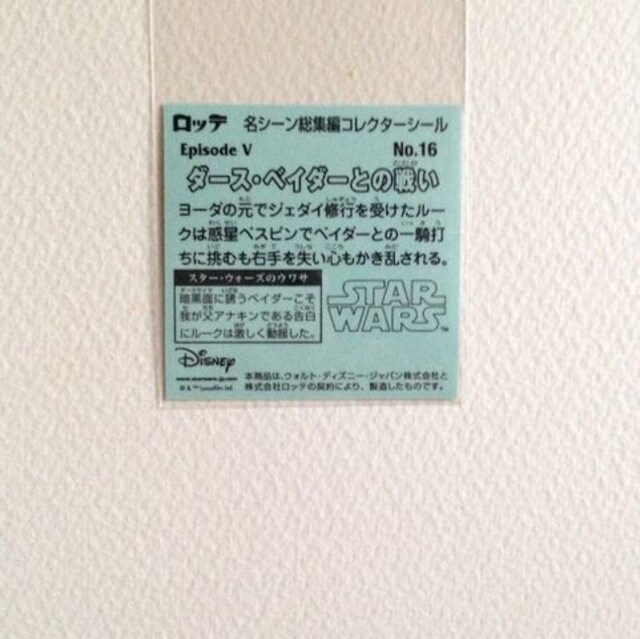 ロッテ 名シーン総集編コレクターシール
Episode V No.16
ダース・ベイダーとの戦い
ヨーダの元でジェダイ修行を受けたルー
クは惑星ベスピンでベイダーとの一騎打
ちに挑むも右手を失い心もかき乱される。
スター・ウォーズのウワサ
暗黒面に誘うベイダーこそ
我が父アナキンである告白
にルークは激しく動揺した。
STAR
WARS™
Disney
www.starwars.jp.com
© & ™ Lucasfilm Ltd.
本商品は、ウォルト・ディズニー・ジャパン株式会社と
株式会社ロッテの契約により、製造したものです。